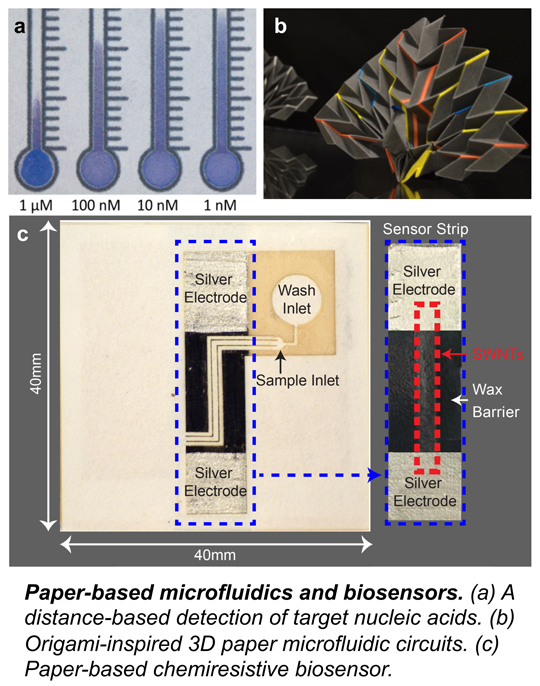 a
1 μM 100 nM 10 nM 1 nM
b
c
Sensor Strip
Silver
Electrode
Wash
Inlet
Sample Inlet
Silver
Electrode
40mm
40mm
Silver
Electrode
SWNTs
Wax
Barrier
Silver
Electrode
Paper-based microfluidics and biosensors. (a) A
distance-based detection of target nucleic acids. (b)
Origami-inspired 3D paper microfluidic circuits. (c)
Paper-based chemiresistive biosensor.